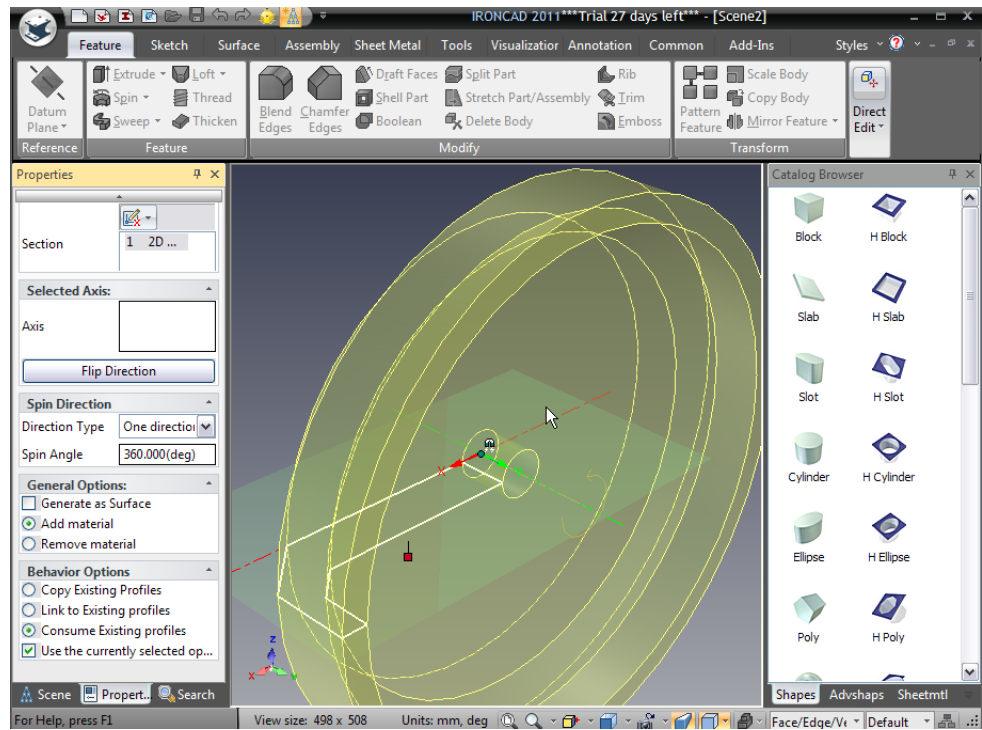 IRONCAD 2011***Trial 27 days left*** - [Scene2]
Feature Sketch Surface Assembly Sheet Metal Tools Visualization Annotation Common Add-Ins Styles
Datum Plane
Reference
Extrude Loft
Spin Thread
Sweep Thicken
Feature
Blend Edges
Chamfer Edges
Draft Faces Split Part Rib
Shell Part Stretch Part/Assembly Trim
Boolean Delete Body Emboss
Modify
Pattern Feature
Scale Body
Copy Body
Mirror Feature
Transform
Direct Edit
Properties
Section
1 2D ...
Selected Axis:
Axis
Flip Direction
Spin Direction
Direction Type One direction
Spin Angle 360.000(deg)
General Options:
Generate as Surface
Add material
Remove material
Behavior Options
Copy Existing Profiles
Link to Existing profiles
Consume Existing profiles
Use the currently selected op...
Scene Propert... Search
X
Z
X
Y
Catalog Browser
Block H Block
Slab H Slab
Slot H Slot
Cylinder H Cylinder
Ellipse H Ellipse
Poly H Poly
Shapes Advshaps Sheetmtl
For Help, press F1
View size: 498 x 508
Units: mm, deg
Face/Edge/Ve
Default